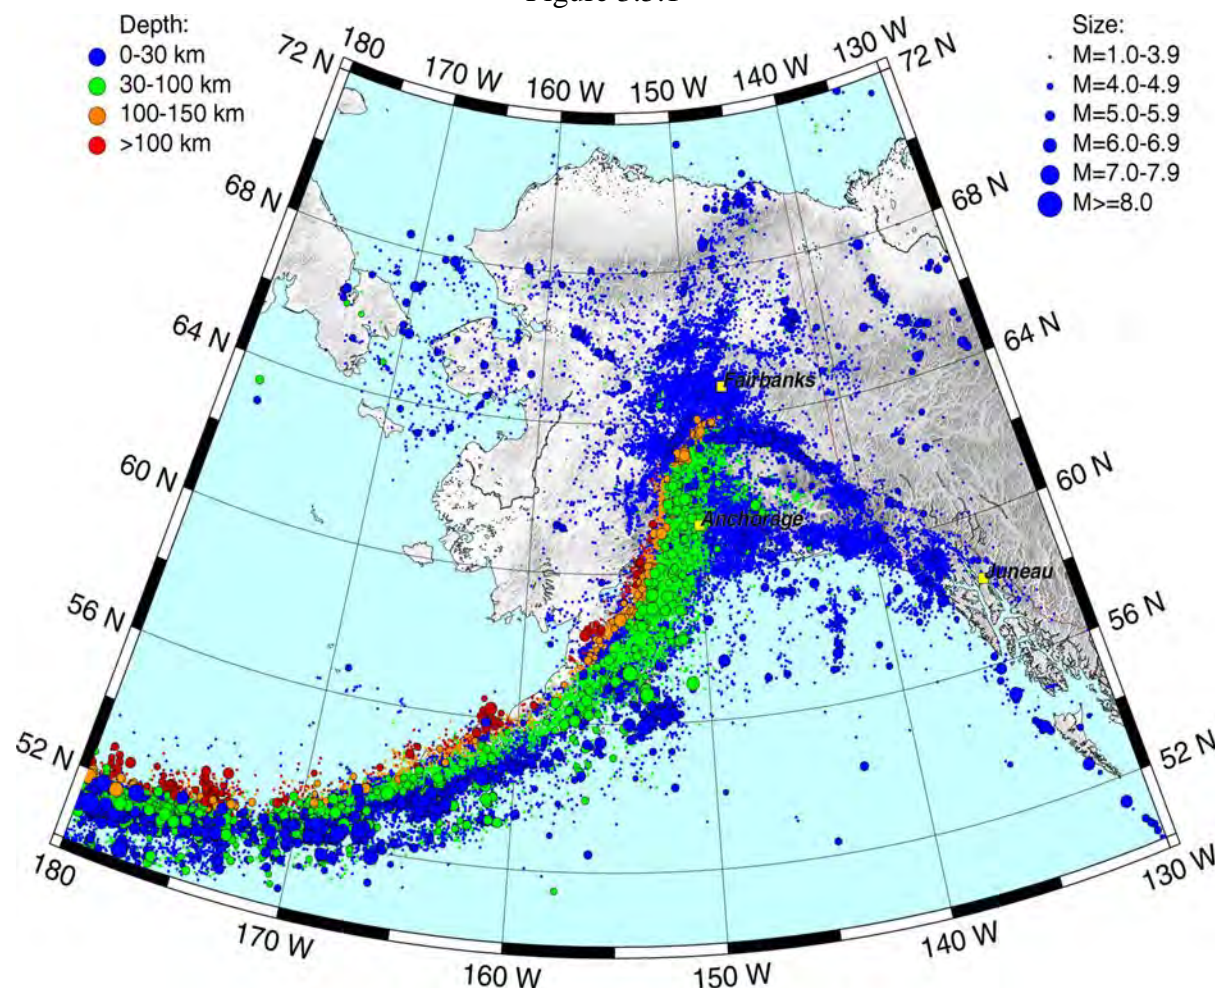 Depth:
0-30 km
30-100 km
100-150 km
>100 km
Size:
M=1.0-3.9
M=4.0-4.9
M=5.0-5.9
M=6.0-6.9
M=7.0-7.9
M>=8.0
180
170 W
160 W
150 W
140 W
130 W
72 N
72 N
68 N
68 N
64 N
64 N
Fairbanks
60 N
60 N
Anchorage
Juneau
56 N
56 N
52 N
52 N
180
170 W
160 W
150 W
140 W
130 W